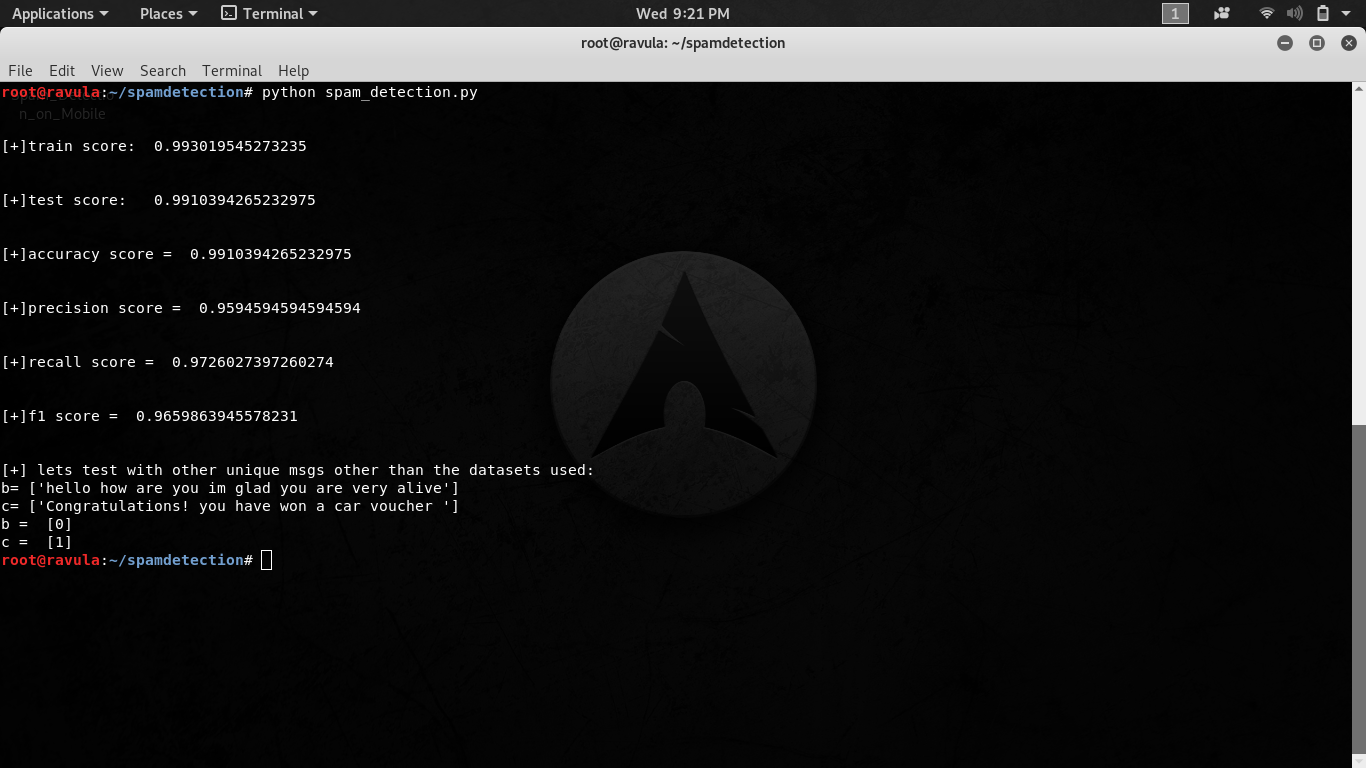 Applications Places Terminal Wed 9:21 PM 1
root@ravula: ~/spamdetection
File Edit View Search Terminal Help
root@ravula:~/spamdetection# python spam_detection.py
n_on_Mobile
[+]train score:  0.993019545273235
[+]test score:   0.9910394265232975
[+]accuracy score =  0.9910394265232975
[+]precision score =  0.9594594594594594
[+]recall score =  0.9726027397260274
[+]f1 score =  0.9659863945578231
[+] lets test with other unique msgs other than the datasets used:
b= ['hello how are you im glad you are very alive']
c= ['Congratulations! you have won a car voucher ']
b =  [0]
c =  [1]
root@ravula:~/spamdetection#